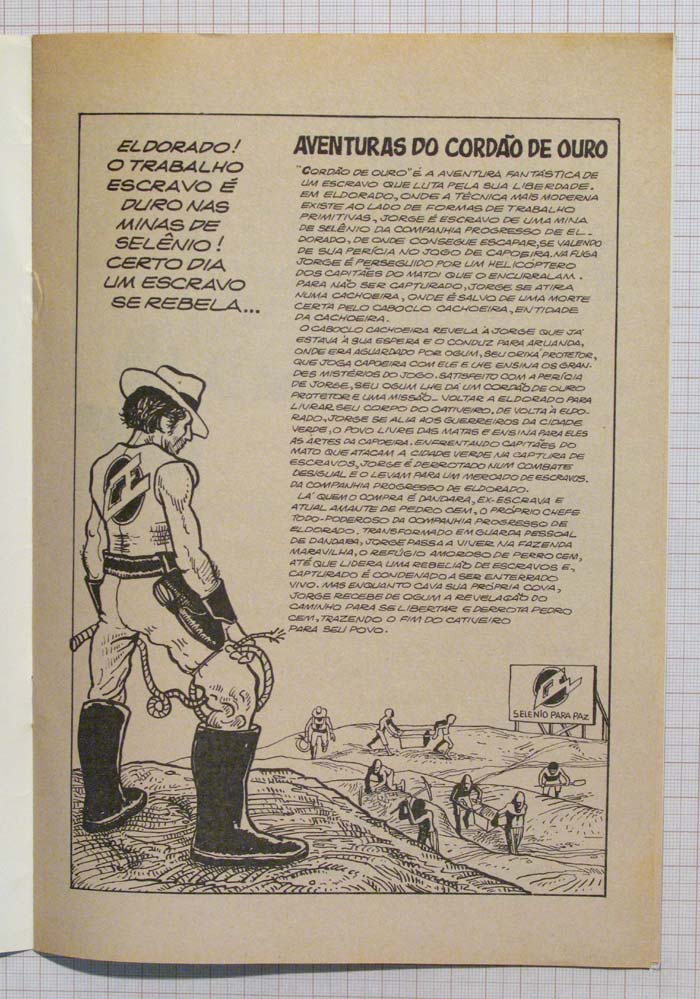 ELDORADO!
O TRABALHO
ESCRAVO É
DURO NAS
MINAS DE
SELÊNIO!
CERTO DIA
UM ESCRAVO
SE REBELA...
AVENTURAS DO CORDÃO DE OURO
"CORDÃO DE OURO" É A AVENTURA FANTÁSTICA DE
UM ESCRAVO QUE LUTA PELA SUA LIBERDADE.
EM ELDORADO, ONDE A TÉCNICA MAIS MODERNA
EXISTE AO LADO DE FORMAS DE TRABALHO
PRIMITIVAS, JORGE É ESCRAVO DE UMA MINA
DE SELÊNIO DA COMPANHIA PROGRESSO DE EL-
DORADO, DE ONDE CONSEGUE ESCAPAR, SE VALENDO
DE SUA PERÍCIA NO JOGO DE CAPOEIRA. NA FUGA
JORGE É PERSEGUIDO POR UM HELICÓPTERO
DOS CAPITÃES DO MATO QUE O ENCURRALAM.
PARA NÃO SER CAPTURADO, JORGE SE ATIRA
NUMA CACHOEIRA, ONDE É SALVO DE UMA MORTE
CERTA PELO CABOCLO CACHOEIRA, ENTIDADE
DA CACHOEIRA.
O CABOCLO CACHOEIRA REVELA À JORGE QUE JÁ
ESTAVA À SUA ESPERA E O CONDUZ PARA ARUANDA,
ONDE ERA AGUARDADO POR OGUM, SEU ORIXÁ PROTETOR,
QUE JOGA CAPOEIRA COM ELE E LHE ENSINA OS GRAN-
DES MISTÉRIOS DO JOGO. SATISFEITO COM A PERÍCIA
DE JORGE, SEU OGUM LHE DÁ UM CORDÃO DE OURO
PROTETOR E UMA MISSÃO - VOLTAR A ELDORADO PARA
LIVRAR SEU CORPO DO CATIVEIRO. DE VOLTA À ELDO-
RADO, JORGE SE ALIA AOS GUERREIROS DA CIDADE
VERDE, O POVO LIVRE DAS MATAS E ENSINA PARA ELES
AS ARTES DA CAPOEIRA. ENFRENTANDO CAPITÃES DO
MATO QUE ATACAM A CIDADE VERDE NA CAPTURA DE
ESCRAVOS, JORGE É DERROTADO NUM COMBATE
DESIGUAL E O LEVAM PARA UM MERCADO DE ESCRAVOS.
DA COMPANHIA PROGRESSO DE ELDORADO.
LÁ QUEM O COMPRA É DANDARA, EX-ESCRAVA E
ATUAL AMANTE DE PEDRO CEM, O PRÓPRIO CHEFE
TODO-PODEROSO DA COMPANHIA PROGRESSO DE
ELDORADO. TRANSFORMADO EM GUARDA PESSOAL
DE DANDARA, JORGE PASSA A VIVER NA FAZENDA
MARAVILHA, O REFÚGIO AMOROSO DE PERRO CEM,
ATÉ QUE LIDERA UMA REBELIÃO DE ESCRAVOS E,
CAPTURADO É CONDENADO A SER ENTERRADO
VIVO. MAS ENQUANTO CAVA SUA PRÓPRIA COVA,
JORGE RECEBE DE OGUM A REVELAÇÃO DO
CAMINHO PARA SE LIBERTAR E DERROTA PEDRO
CEM, TRAZENDO O FIM DO CATIVEIRO
PARA SEU POVO.
SELENIO PARA PAZ